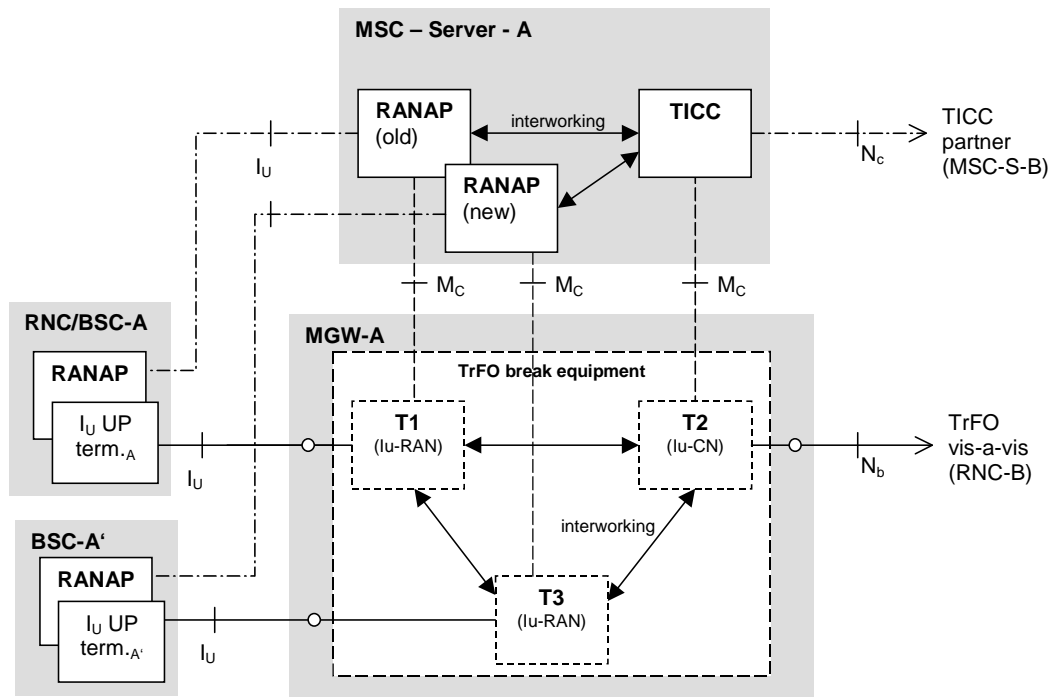 MSC – Server - A
RANAP
(old)
interworking
TICC
RANAP
(new)
I_U
N_c
TICC
partner
(MSC-S-B)
M_C
M_C
M_C
RNC/BSC-A
RANAP
I_U UP
term._A
I_U
MGW-A
TrFO break equipment
T1
(Iu-RAN)
T2
(Iu-CN)
N_b
TrFO
vis-a-vis
(RNC-B)
interworking
BSC-A‘
RANAP
I_U UP
term._A‘
I_U
T3
(Iu-RAN)